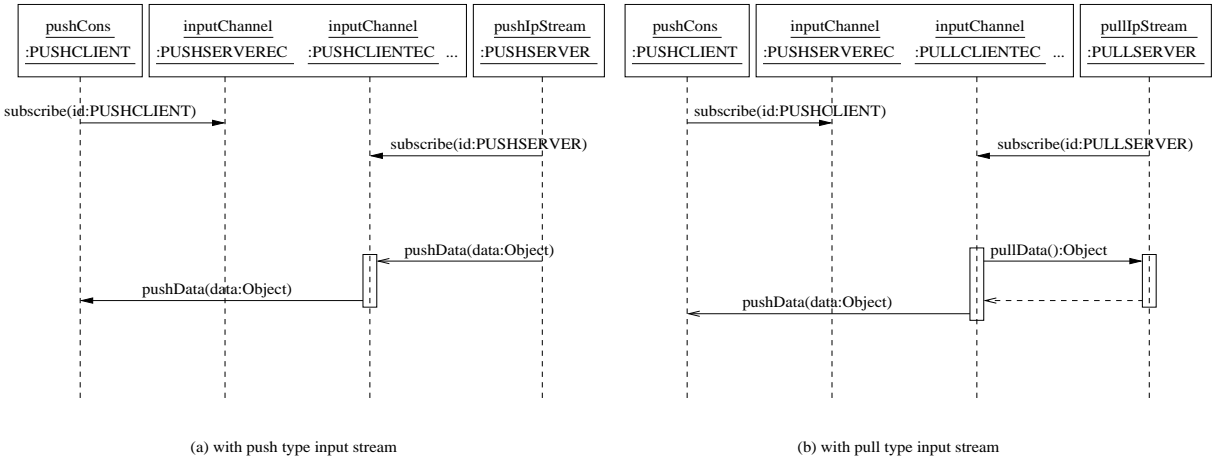 pushCons
:PUSHCLIENT
inputChannel
:PUSHSERVEREC
inputChannel
:PUSHCLIENTEC ...
pushIpStream
:PUSHSERVER
subscribe(id:PUSHCLIENT)
subscribe(id:PUSHSERVER)
pushData(data:Object)
pushData(data:Object)
(a) with push type input stream
pushCons
:PUSHCLIENT
inputChannel
:PUSHSERVEREC
inputChannel
:PULLCLIENTEC ...
pullIpStream
:PULLSERVER
subscribe(id:PUSHCLIENT)
subscribe(id:PULLSERVER)
pullData():Object
pushData(data:Object)
(b) with pull type input stream